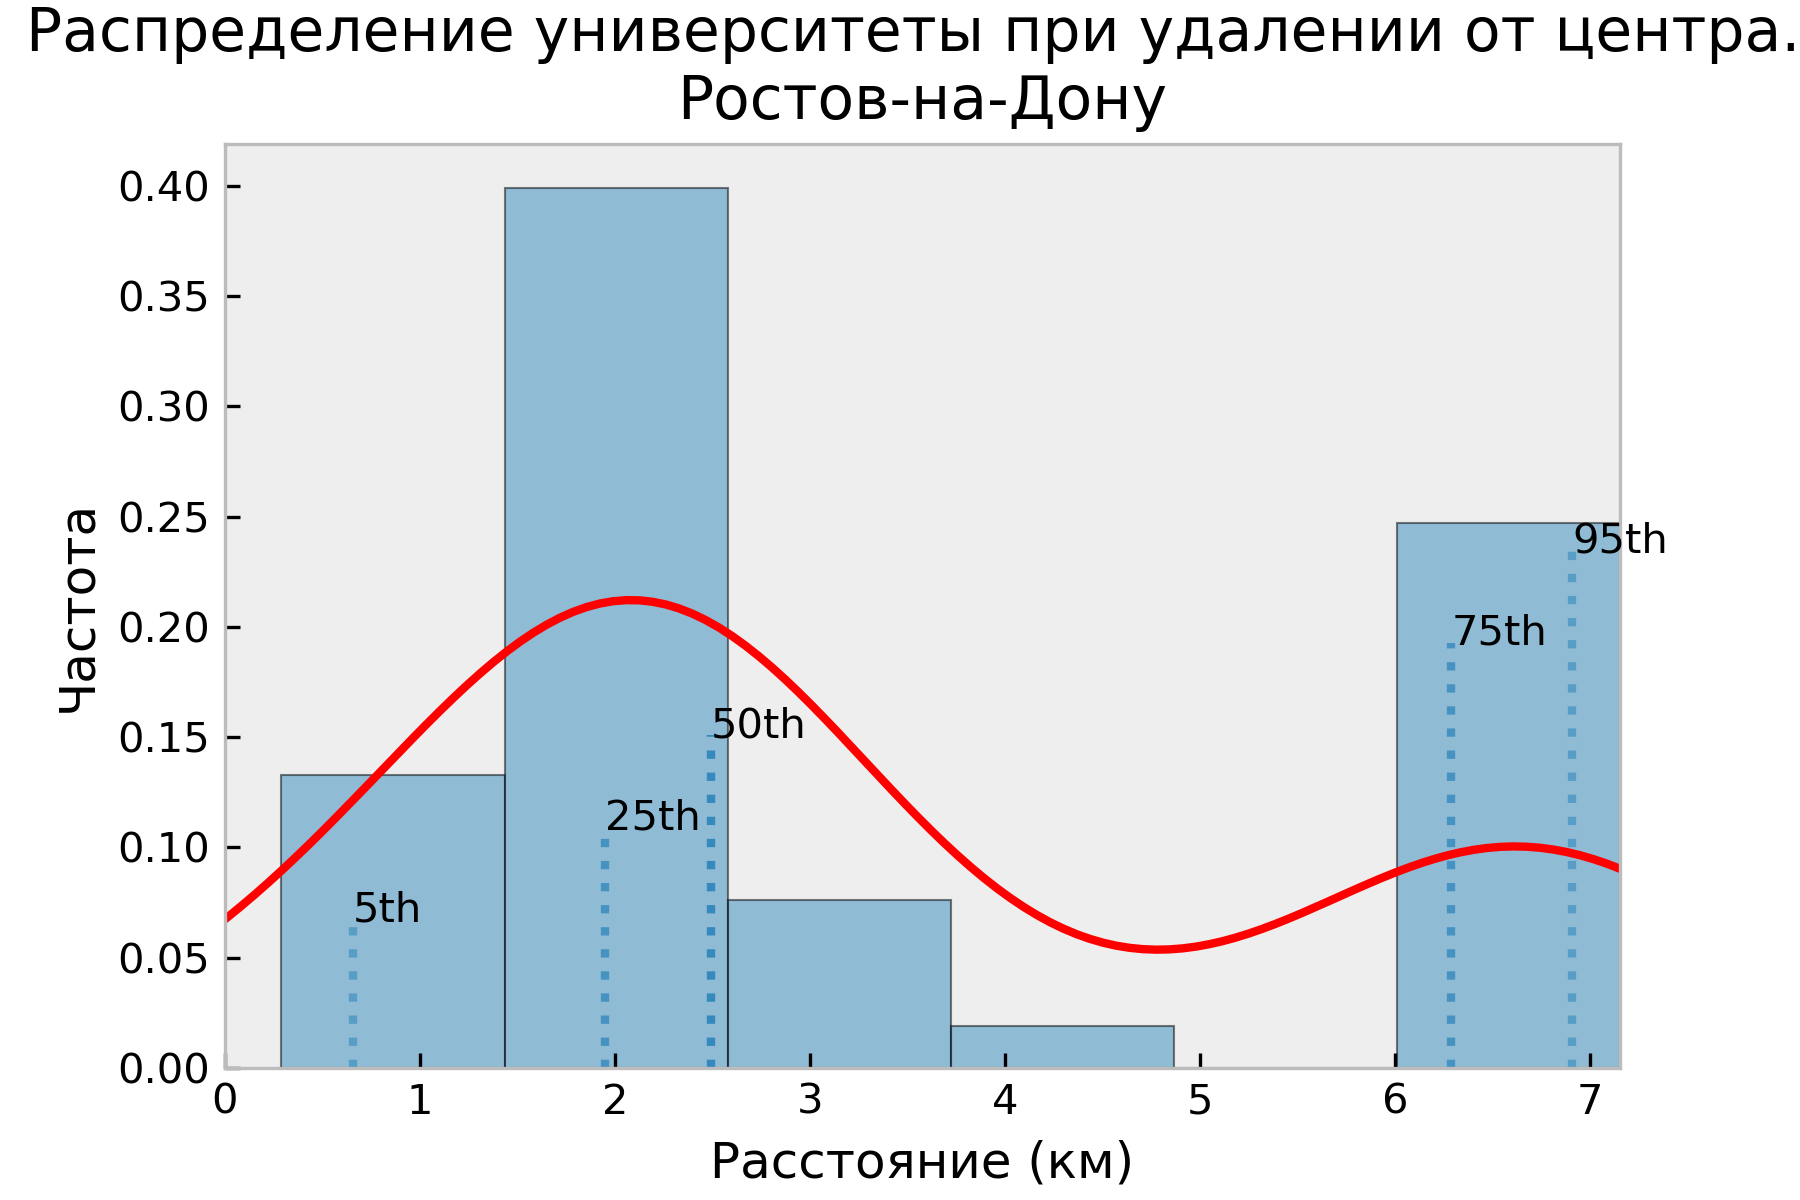 Распределение университеты при удалении от центра.
Ростов-на-Дону
Частота
0.40
0.35
0.30
0.25
0.20
0.15
0.10
0.05
0.00
95th
75th
50th
25th
5th
0 1 2 3 4 5 6 7
Расстояние (км)